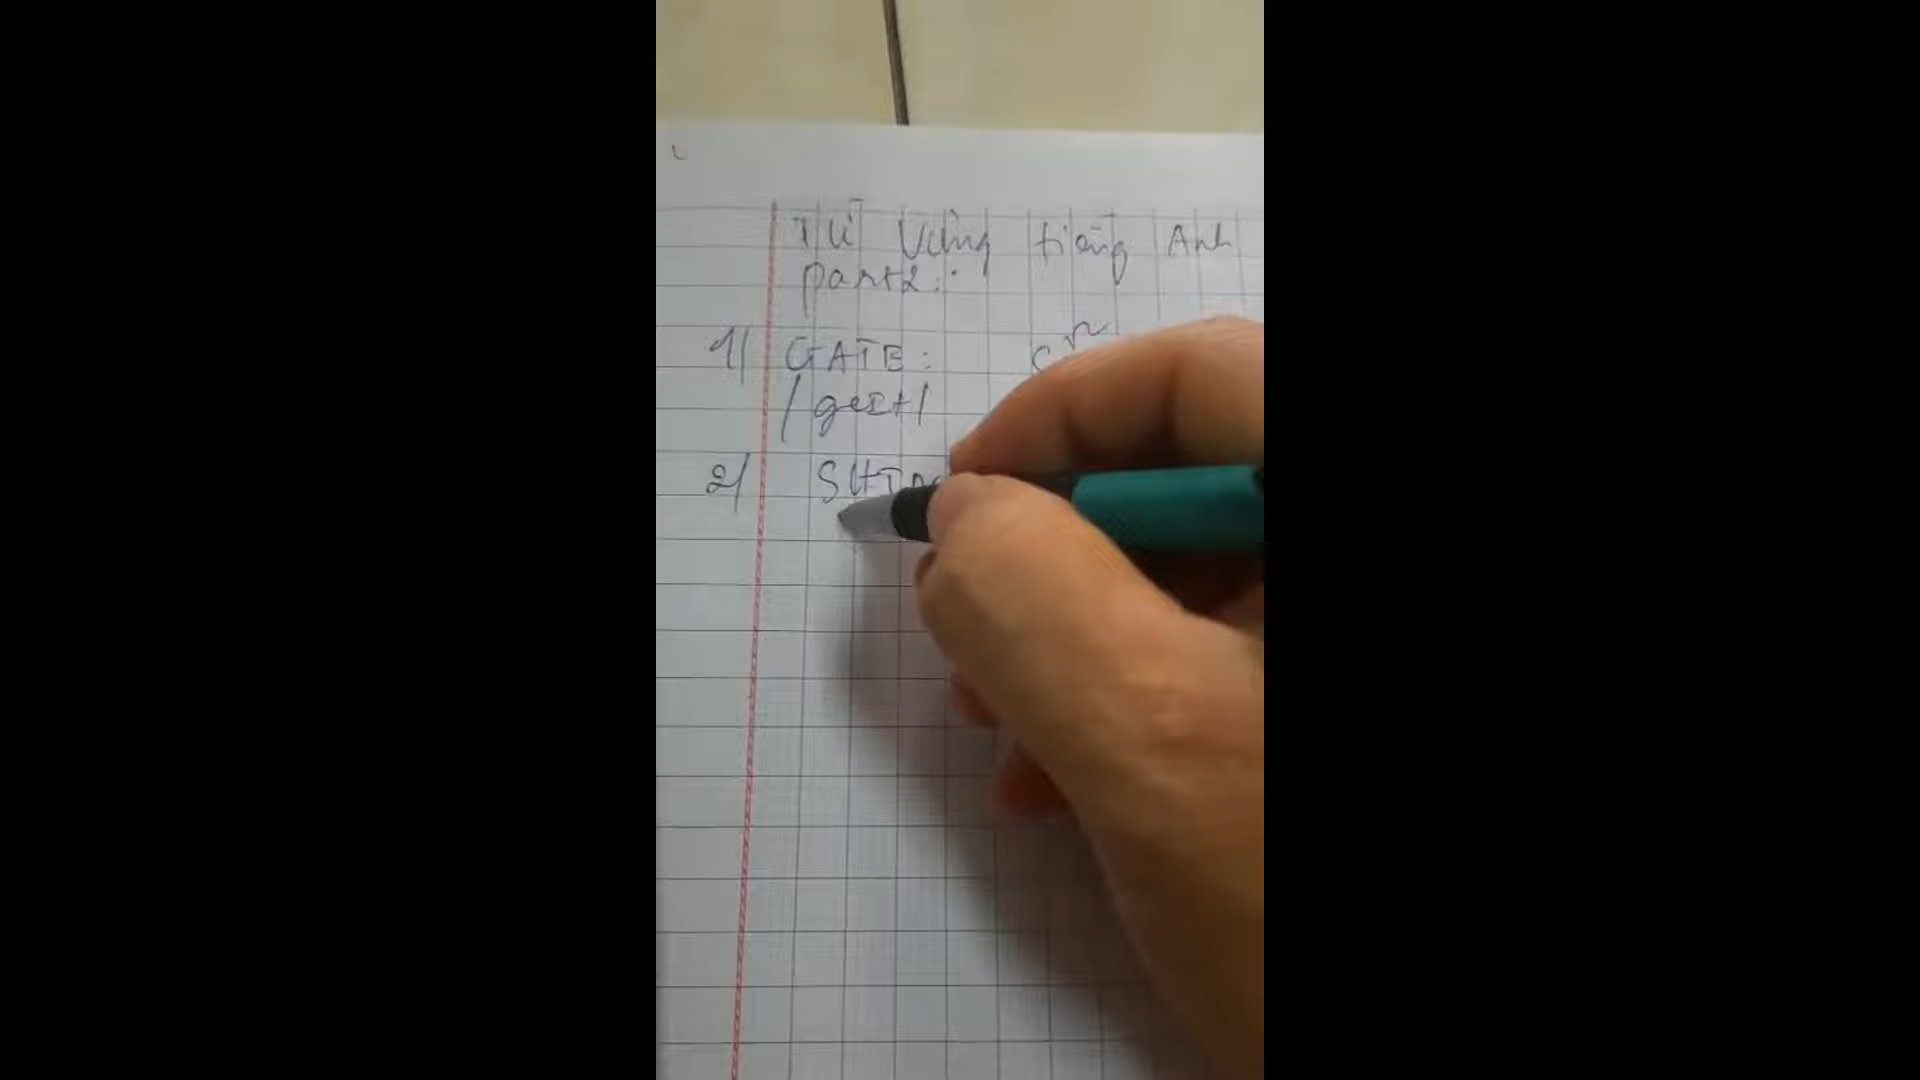 Từ Vựng tiếng Anh
part2:
1/ GATE:
/geɪt/
2/